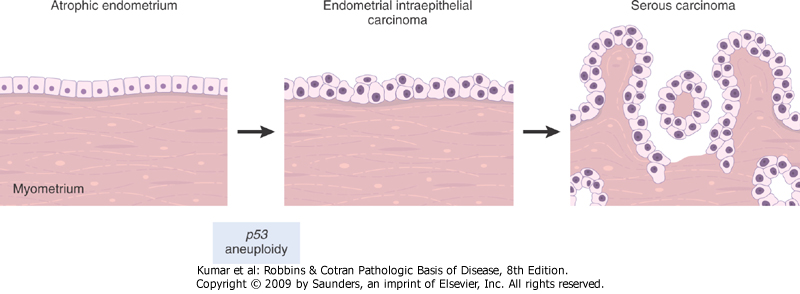 Atrophic endometrium
Endometrial intraepithelial
carcinoma
Serous carcinoma
Myometrium
p53
aneuploidy
Kumar et al: Robbins & Cotran Pathologic Basis of Disease, 8th Edition.
Copyright © 2009 by Saunders, an imprint of Elsevier, Inc. All rights reserved.